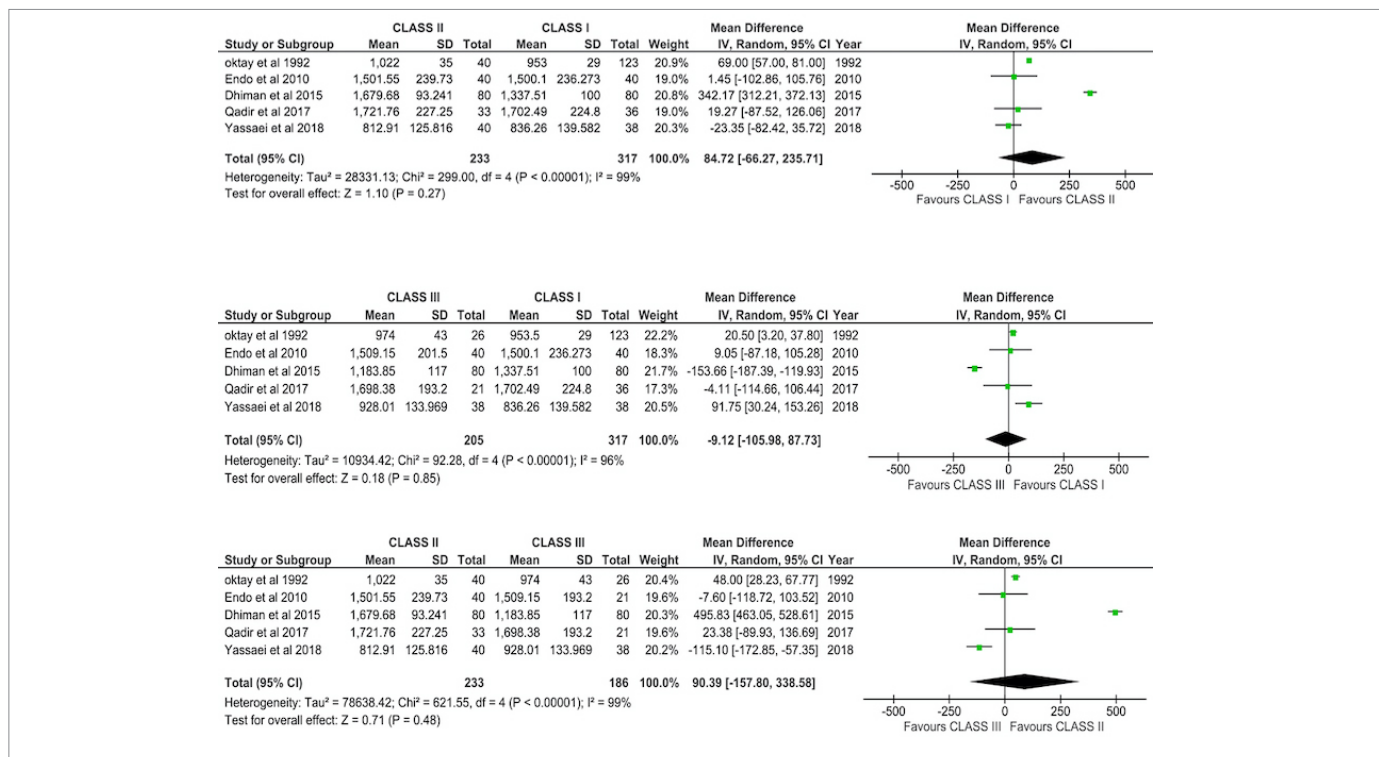 CLASS II CLASS I Mean Difference Mean Difference
Study or Subgroup Mean SD Total Mean SD Total Weight IV, Random, 95% CI Year IV, Random, 95% CI
oktay et al 1992 1,022 35 40 953 29 123 20.9% 69.00 [57.00, 81.00] 1992
Endo et al 2010 1,501.55 239.73 40 1,500.1 236.273 40 19.0% 1.45 [-102.86, 105.76] 2010
Dhiman et al 2015 1,679.68 93.241 80 1,337.51 100 80 20.8% 342.17 [312.21, 372.13] 2015
Qadir et al 2017 1,721.76 227.25 33 1,702.49 224.8 36 19.0% 19.27 [-87.52, 126.06] 2017
Yassaei et al 2018 812.91 125.816 40 836.26 139.582 38 20.3% -23.35 [-82.42, 35.72] 2018
Total (95% CI) 233 317 100.0% 84.72 [-66.27, 235.71]
Heterogeneity: Tau² = 28331.13; Chi² = 299.00, df = 4 (P < 0.00001); I² = 99%
Test for overall effect: Z = 1.10 (P = 0.27)
-500 -250 0 250 500
Favours CLASS I Favours CLASS II
CLASS III CLASS I Mean Difference Mean Difference
Study or Subgroup Mean SD Total Mean SD Total Weight IV, Random, 95% CI Year IV, Random, 95% CI
oktay et al 1992 974 43 26 953.5 29 123 22.2% 20.50 [3.20, 37.80] 1992
Endo et al 2010 1,509.15 201.5 40 1,500.1 236.273 40 18.3% 9.05 [-87.18, 105.28] 2010
Dhiman et al 2015 1,183.85 117 80 1,337.51 100 80 21.7% -153.66 [-187.39, -119.93] 2015
Qadir et al 2017 1,698.38 193.2 21 1,702.49 224.8 36 17.3% -4.11 [-114.66, 106.44] 2017
Yassaei et al 2018 928.01 133.969 38 836.26 139.582 38 20.5% 91.75 [30.24, 153.26] 2018
Total (95% CI) 205 317 100.0% -9.12 [-105.98, 87.73]
Heterogeneity: Tau² = 10934.42; Chi² = 92.28, df = 4 (P < 0.00001); I² = 96%
Test for overall effect: Z = 0.18 (P = 0.85)
-500 -250 0 250 500
Favours CLASS III Favours CLASS I
CLASS II CLASS III Mean Difference Mean Difference
Study or Subgroup Mean SD Total Mean SD Total Weight IV, Random, 95% CI Year IV, Random, 95% CI
oktay et al 1992 1,022 35 40 974 43 26 20.4% 48.00 [28.23, 67.77] 1992
Endo et al 2010 1,501.55 239.73 40 1,509.15 193.2 21 19.6% -7.60 [-118.72, 103.52] 2010
Dhiman et al 2015 1,679.68 93.241 80 1,183.85 117 80 20.2% 495.83 [463.05, 528.61] 2015
Qadir et al 2017 1,721.76 227.25 33 1,698.38 193.2 21 19.6% 23.38 [-89.93, 136.69] 2017
Yassaei et al 2018 812.91 125.816 40 928.01 133.969 38 20.2% -115.10 [-172.85, -57.35] 2018
Total (95% CI) 233 186 100.0% 90.39 [-157.80, 338.58]
Heterogeneity: Tau² = 78638.42; Chi² = 621.55, df = 4 (P < 0.00001); I² = 99%
Test for overall effect: Z = 0.71 (P = 0.48)
-500 -250 0 250 500
Favours CLASS III Favours CLASS II